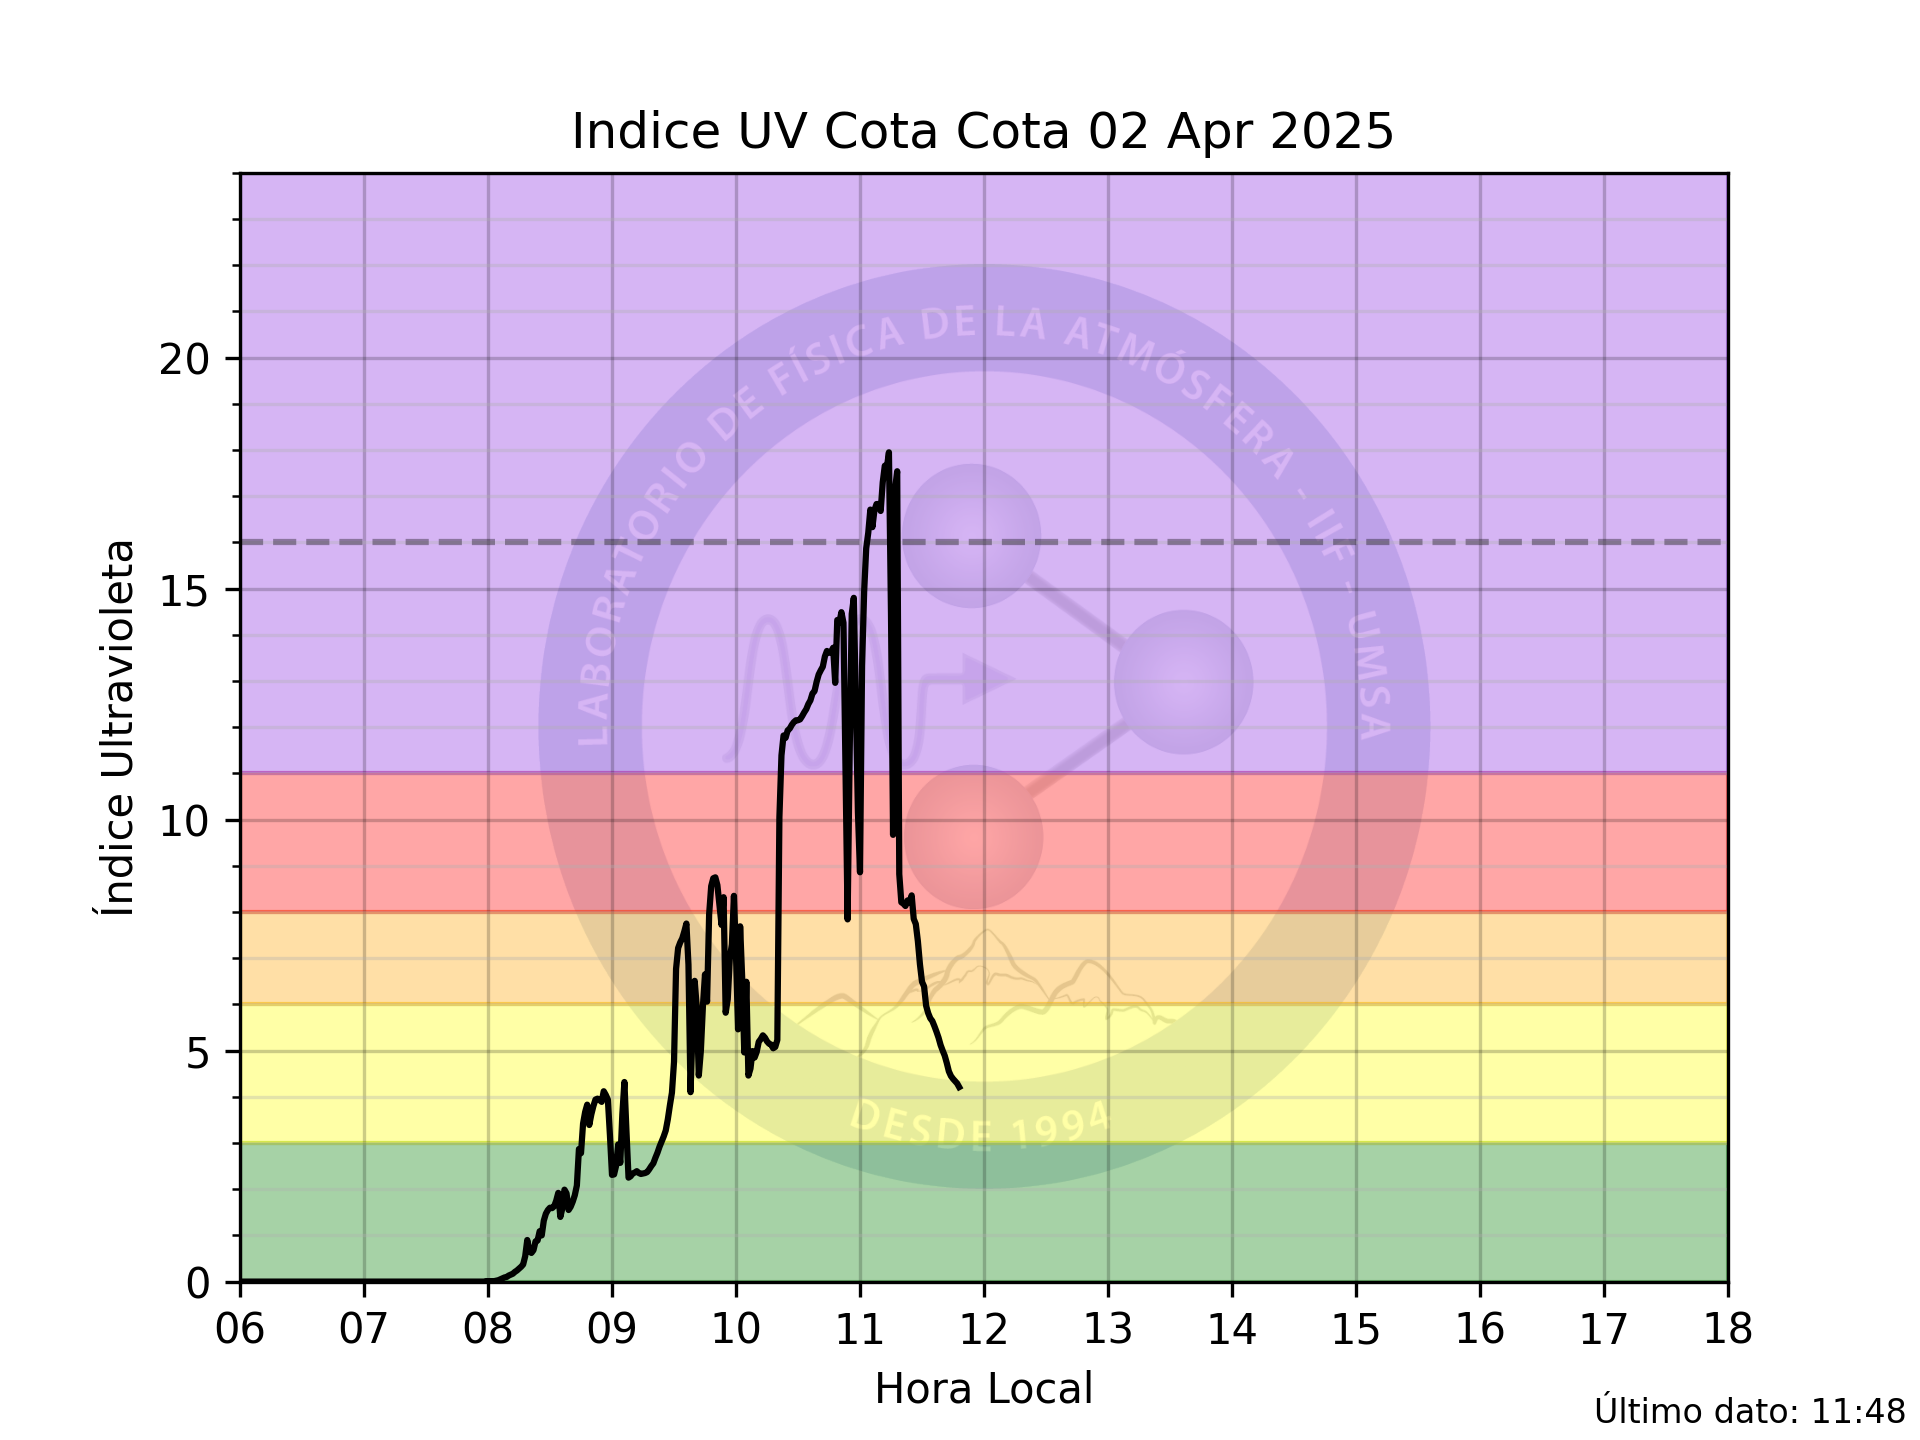 Indice UV Cota Cota 02 Apr 2025
LABORATORIO DE FÍSICA DE LA ATMÓSFERA - IIF - UMSA
DESDE 1994
Índice Ultravioleta
20
15
10
5
0
06 07 08 09 10 11 12 13 14 15 16 17 18
Hora Local
Último dato: 11:48